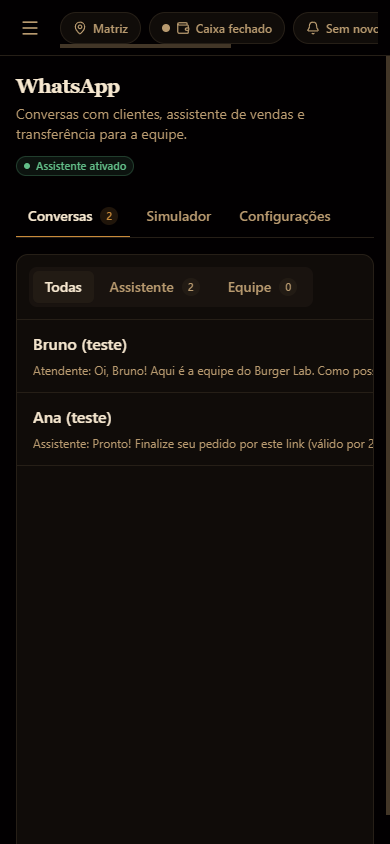 Matriz
Caixa fechado
Sem novo
WhatsApp
Conversas com clientes, assistente de vendas e
transferência para a equipe.
Assistente ativado
Conversas 2
Simulador
Configurações
Todas
Assistente 2
Equipe 0
Bruno (teste)
Atendente: Oi, Bruno! Aqui é a equipe do Burger Lab. Como pos
Ana (teste)
Assistente: Pronto! Finalize seu pedido por este link (válido por 2